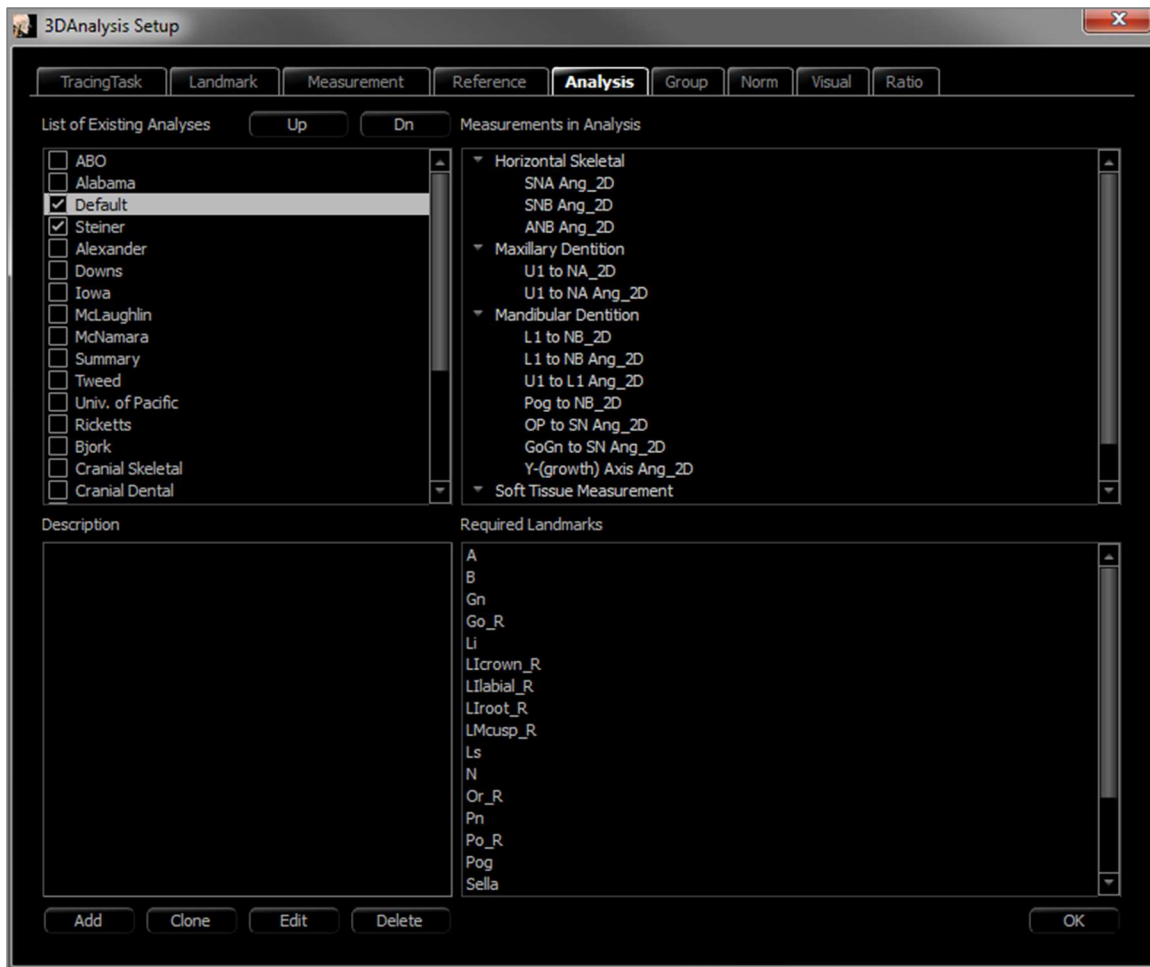 3DAnalysis Setup
TracingTask Landmark Measurement Reference Analysis Group Norm Visual Ratio
List of Existing Analyses Up Dn
ABO
Alabama
Default
Steiner
Alexander
Downs
Iowa
McLaughlin
McNamara
Summary
Tweed
Univ. of Pacific
Ricketts
Bjork
Cranial Skeletal
Cranial Dental
Measurements in Analysis
Horizontal Skeletal
SNA Ang_2D
SNB Ang_2D
ANB Ang_2D
Maxillary Dentition
U1 to NA_2D
U1 to NA Ang_2D
Mandibular Dentition
L1 to NB_2D
L1 to NB Ang_2D
U1 to L1 Ang_2D
Pog to NB_2D
OP to SN Ang_2D
GoGn to SN Ang_2D
Y-(growth) Axis Ang_2D
Soft Tissue Measurement
Description
Required Landmarks
A
B
Gn
Go_R
Li
LIcrown_R
LIlabial_R
LIroot_R
LMcusp_R
Ls
N
Or_R
Pn
Po_R
Pog
Sella
Add Clone Edit Delete OK